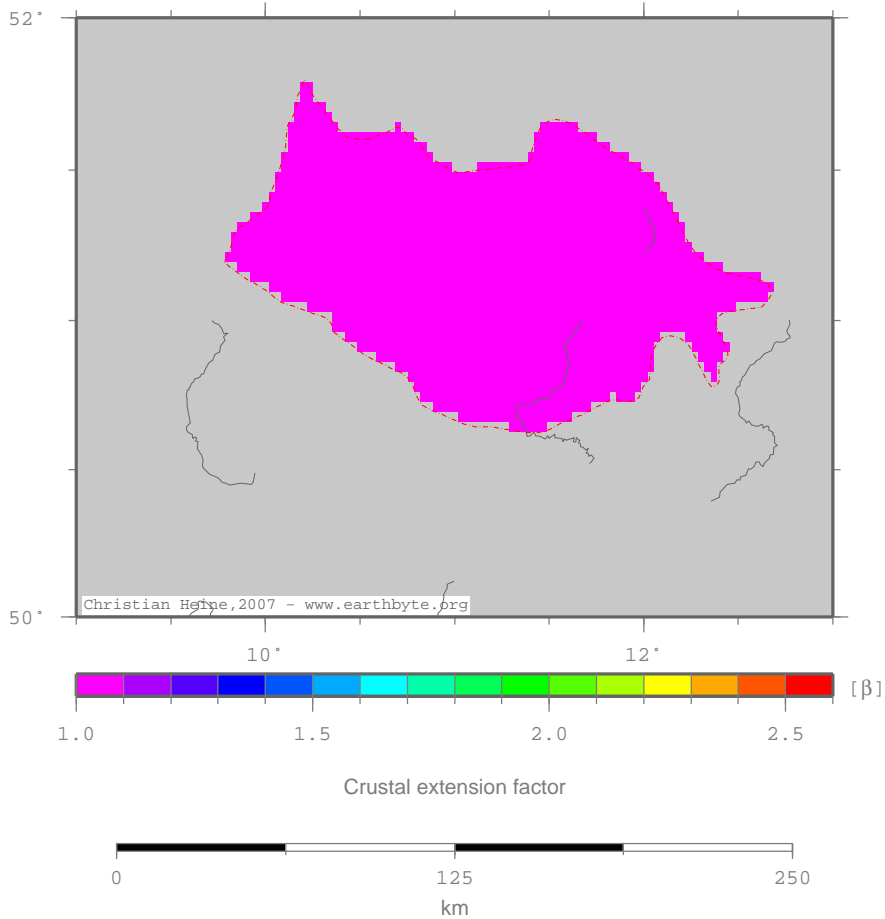 52°
50°
Christian Heine, 2007 - www.earthbyte.org
10° 12°
[β]
1.0 1.5 2.0 2.5
Crustal extension factor
0 125 250
km